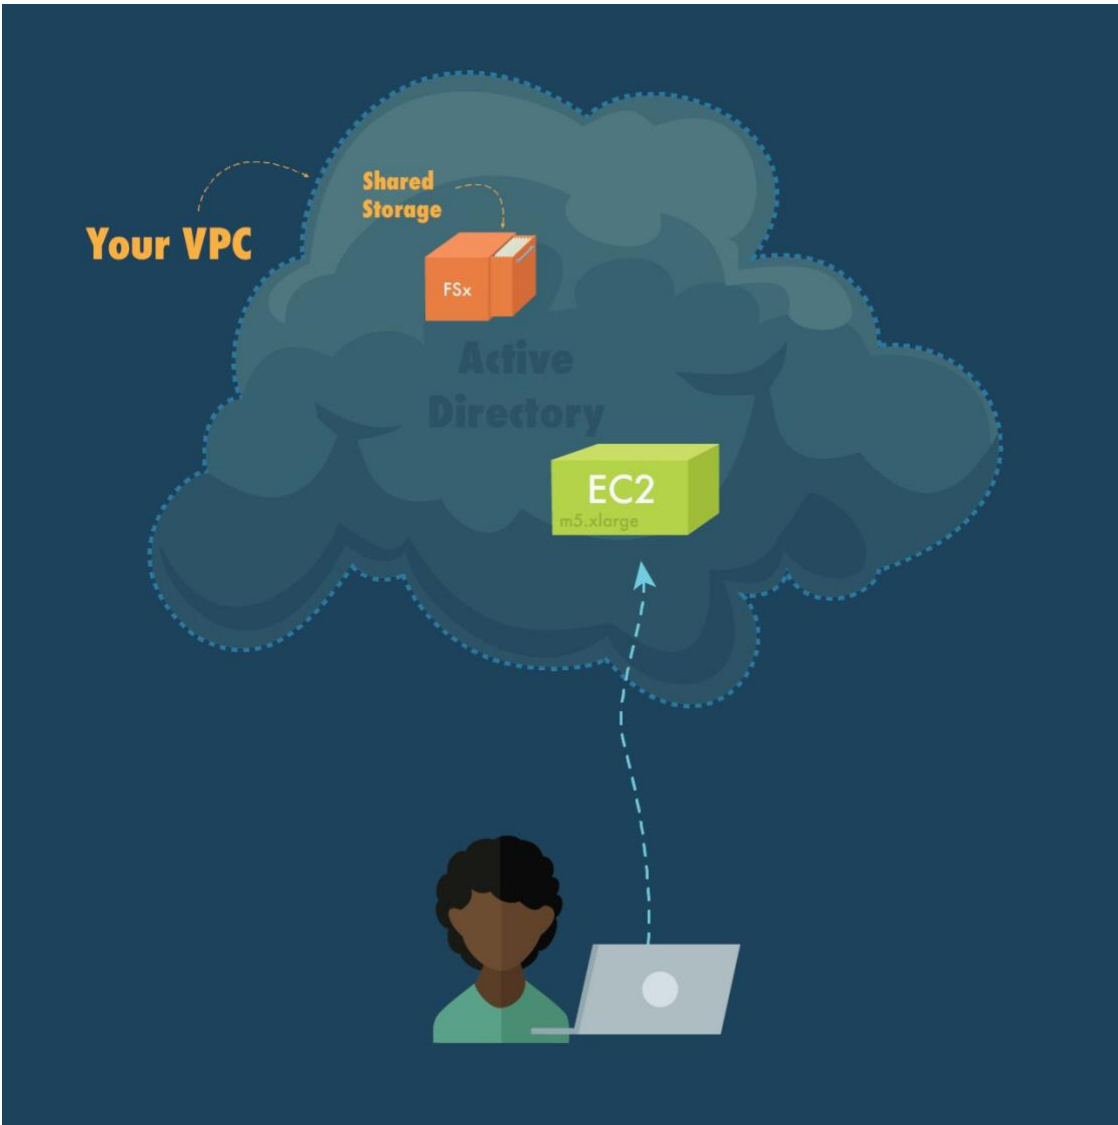 Shared
Storage
Your VPC
FSx
Active
Directory
EC2
m5.xlarge